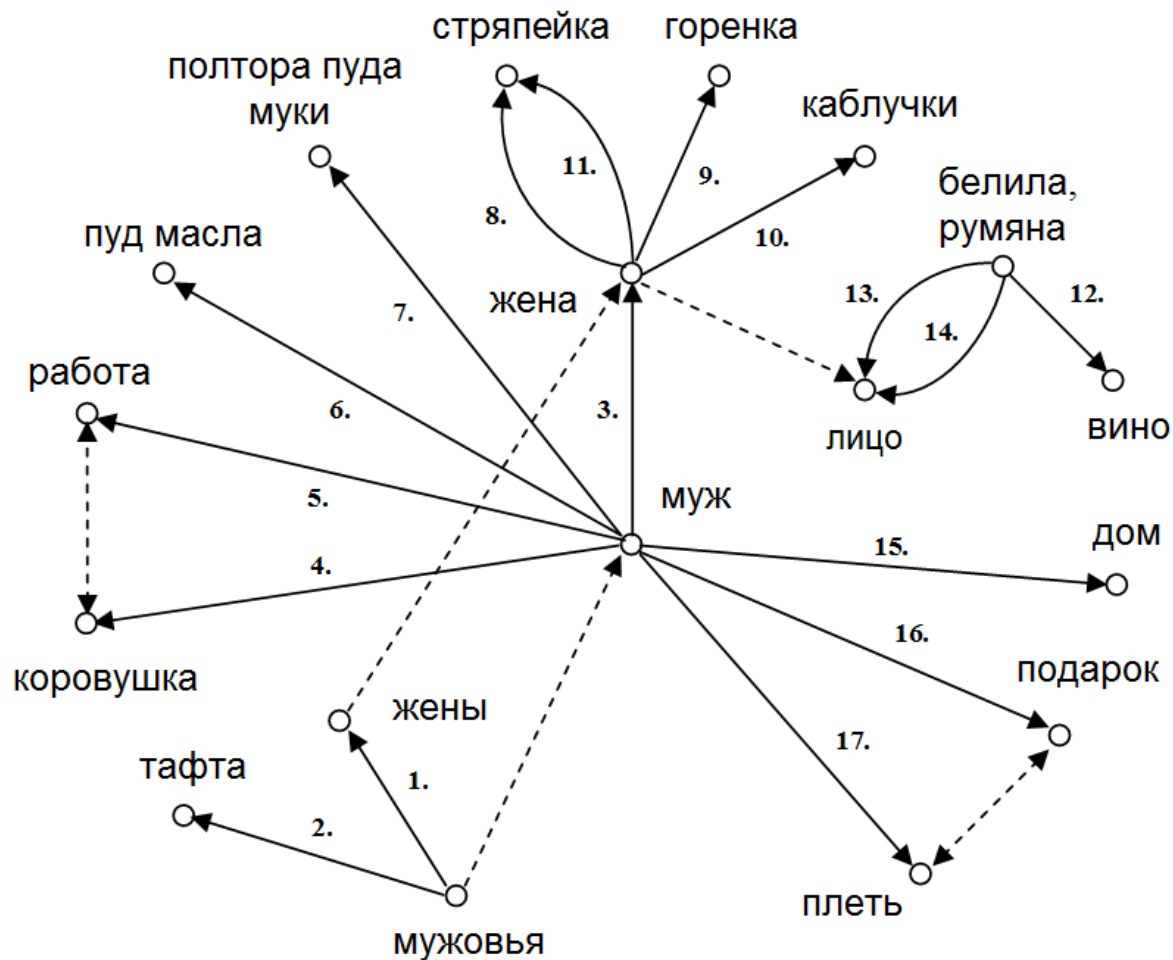 стряпейка
горенка
полтора пуда
муки
каблучки
белила,
румяна
11.
9.
8.
10.
пуд масла
жена
7.
13.
12.
14.
работа
6.
3.
лицо
вино
5.
муж
4.
15.
дом
16.
коровушка
жены
подарок
17.
тафта
1.
2.
плеть
мужовья